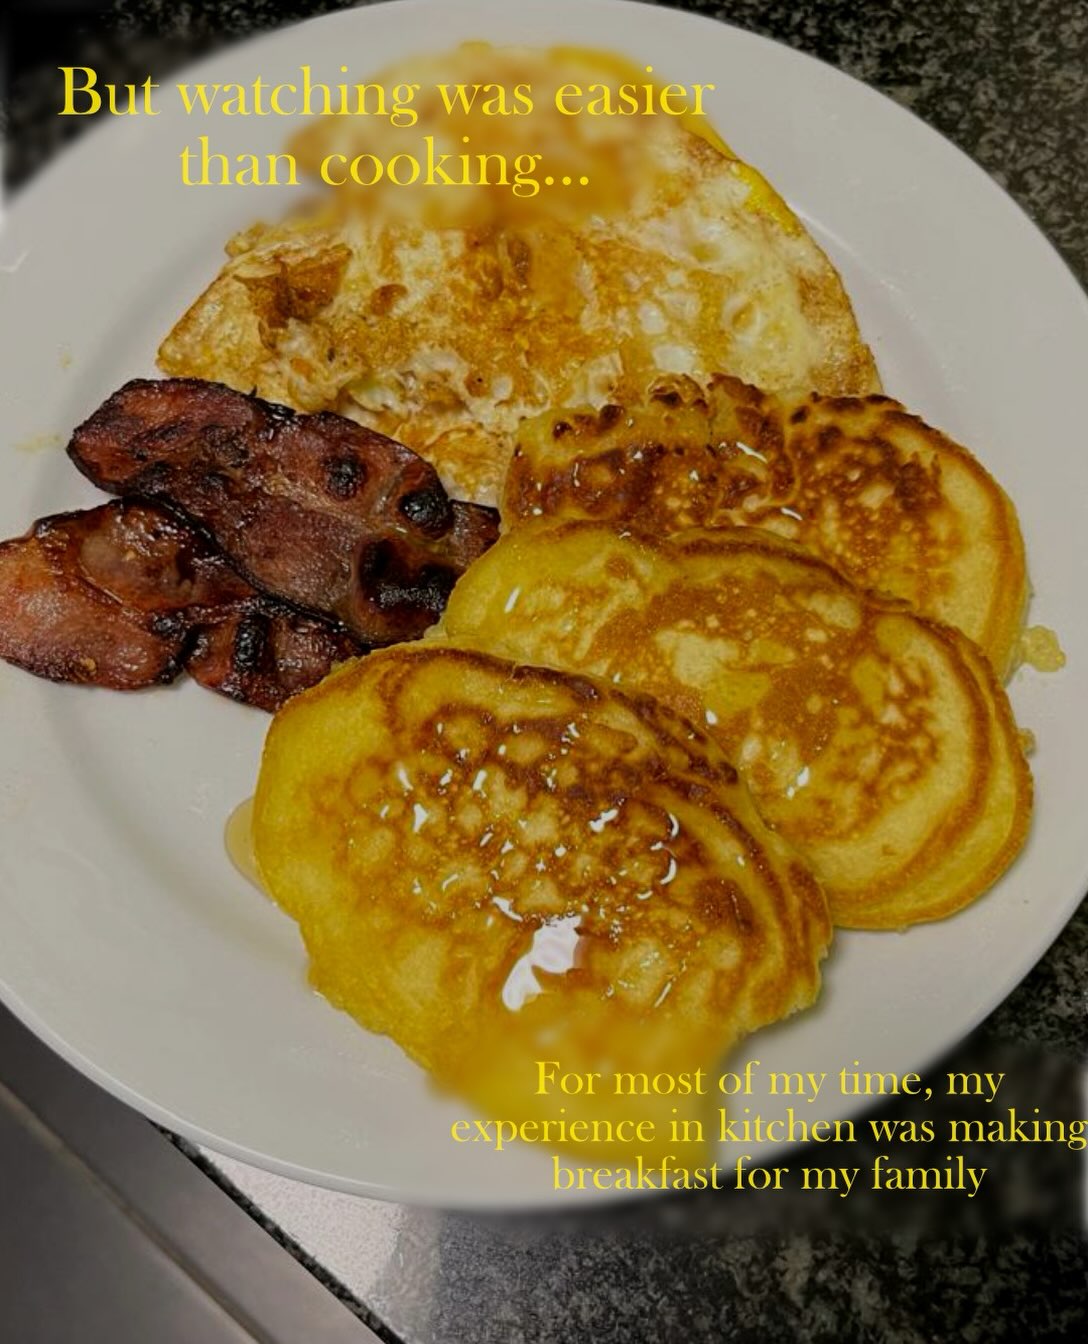 But watching was easier
than cooking...
For most of my time, my
experience in kitchen was making
breakfast for my family